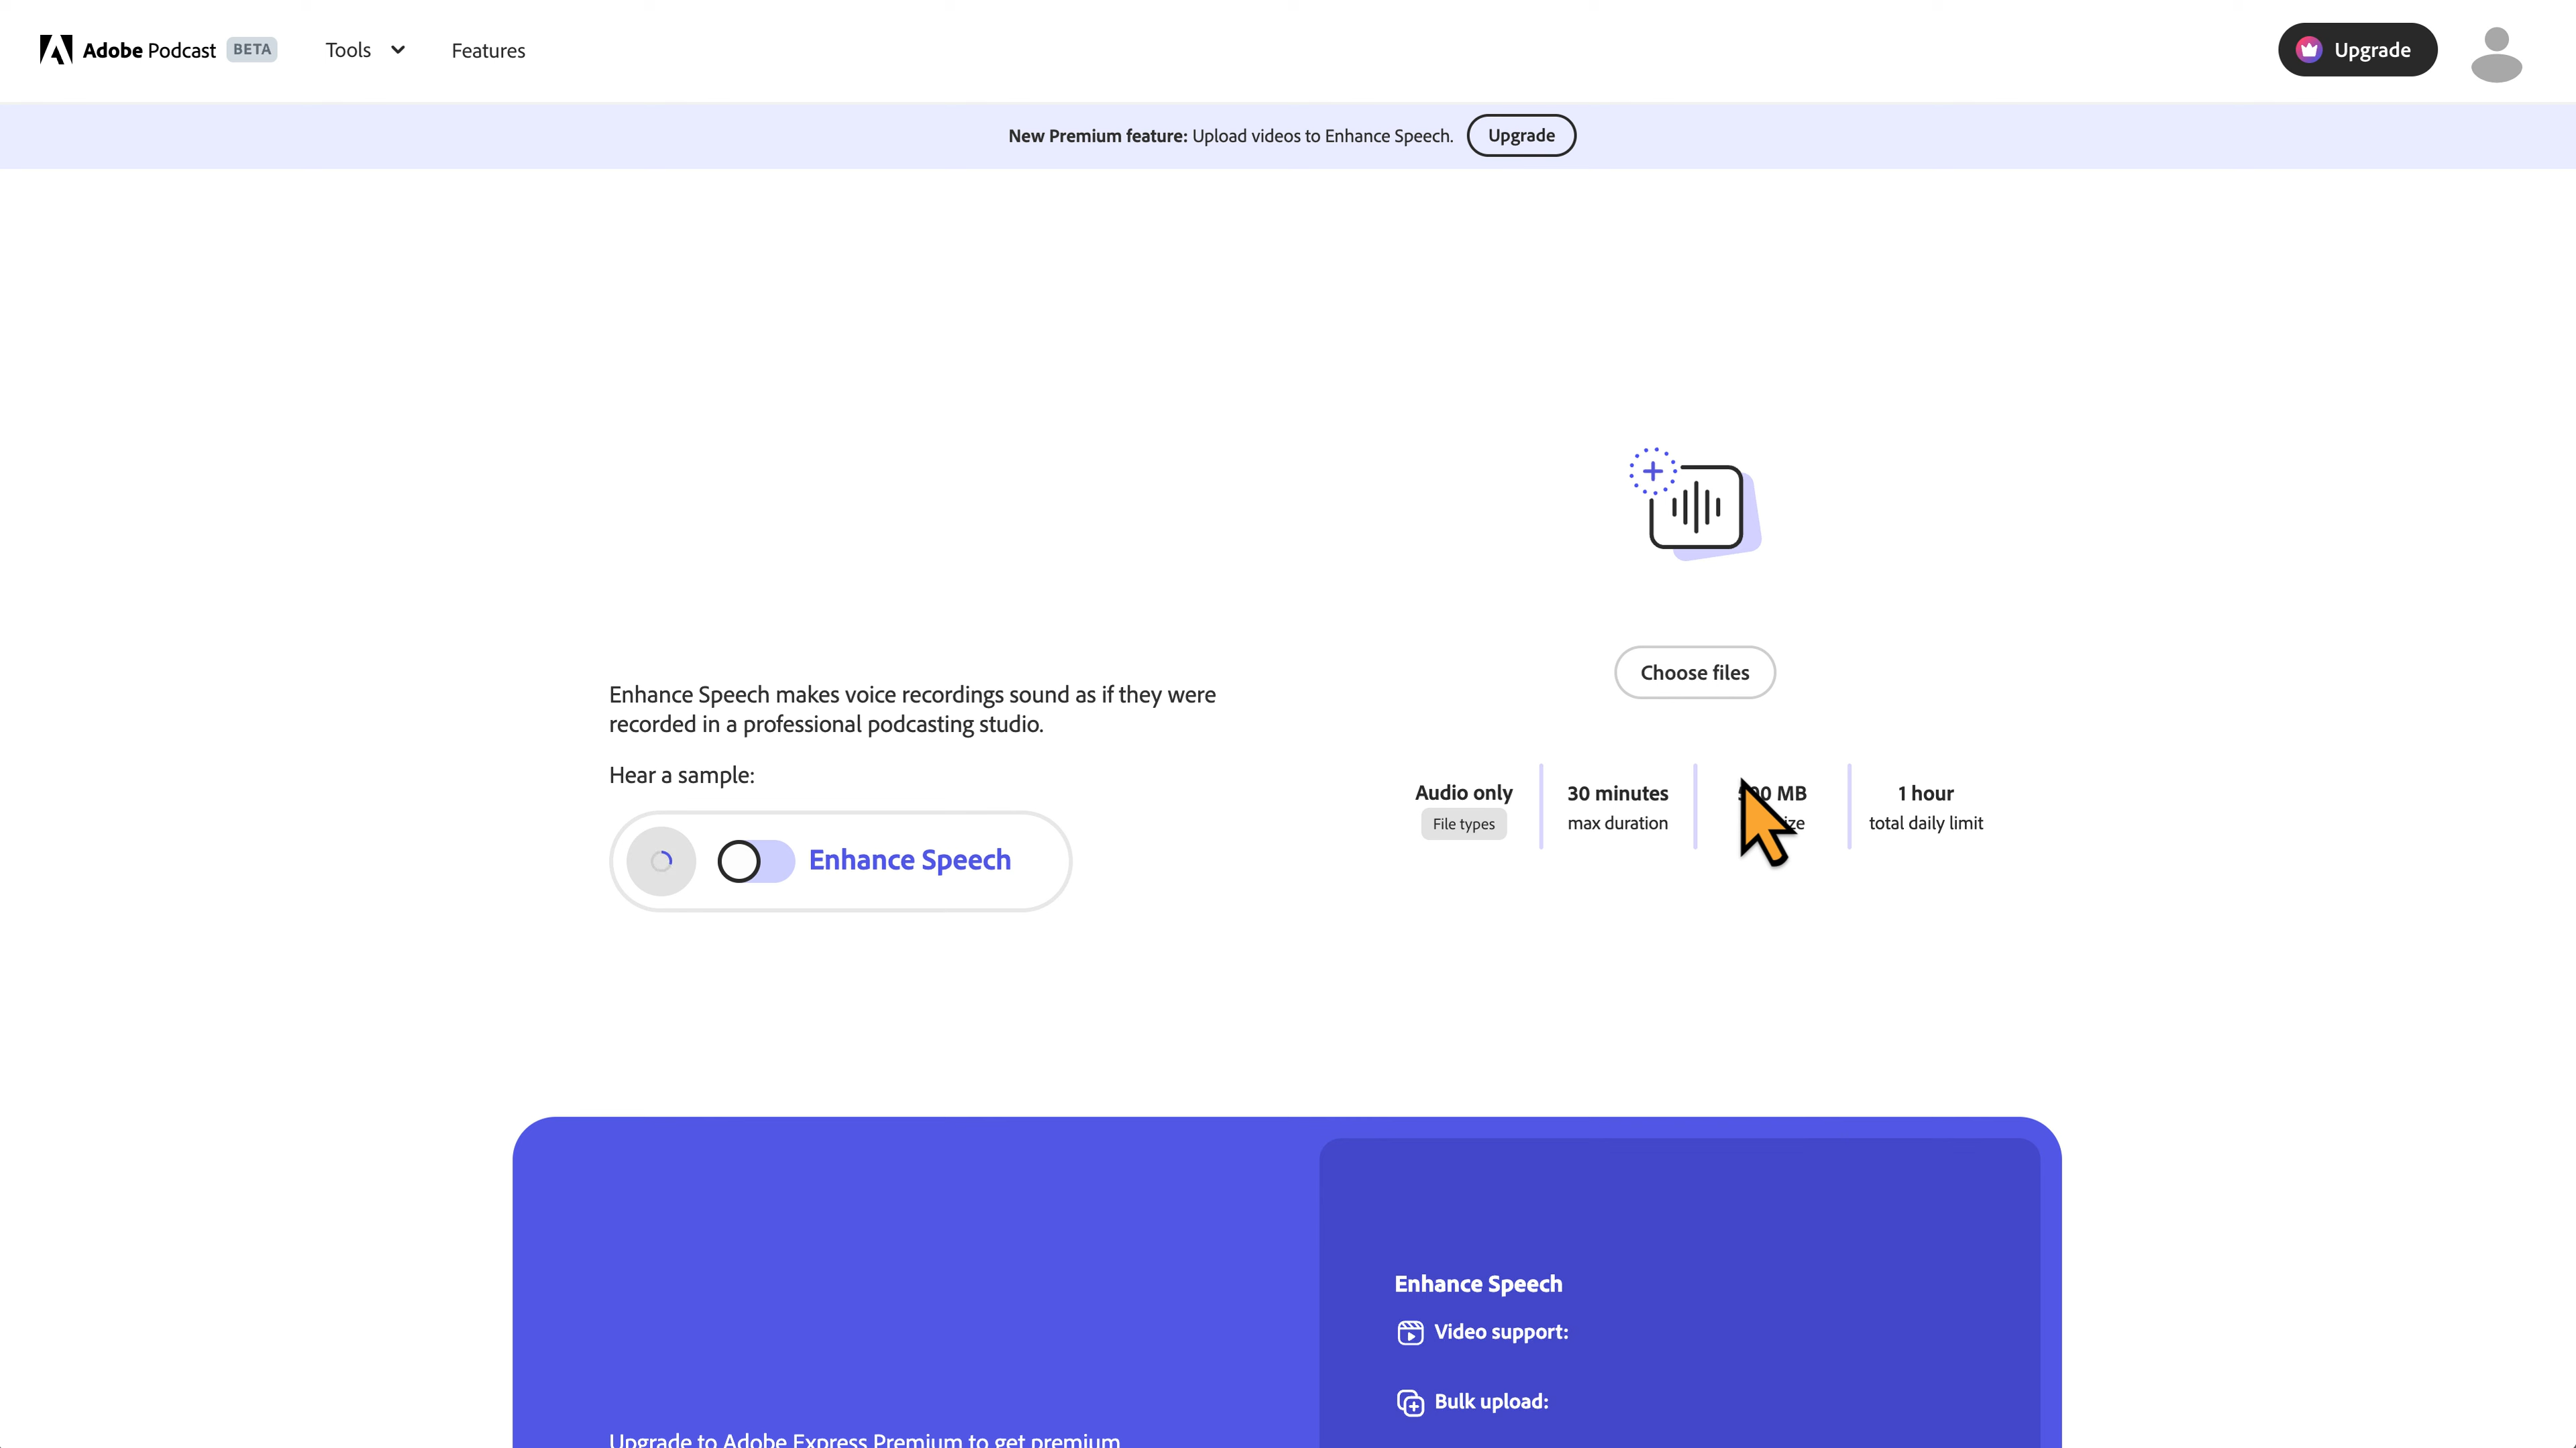 Adobe Podcast BETA
Tools
Features
Upgrade
New Premium feature: Upload videos to Enhance Speech.
Upgrade
Choose files
Enhance Speech makes voice recordings sound as if they were
recorded in a professional podcasting studio.
Hear a sample:
Enhance Speech
Audio only
File types
30 minutes
max duration
MB
1 hour
total daily limit
Enhance Speech
Video support:
Bulk upload:
Upgrade to Adobe Express Premium to get premium